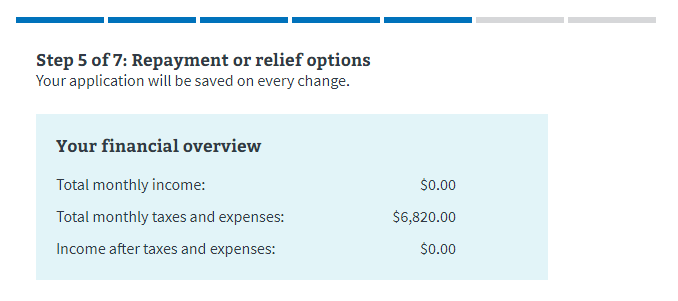 Step 5 of 7: Repayment or relief options
Your application will be saved on every change.
Your financial overview
Total monthly income: $0.00
Total monthly taxes and expenses: $6,820.00
Income after taxes and expenses: $0.00